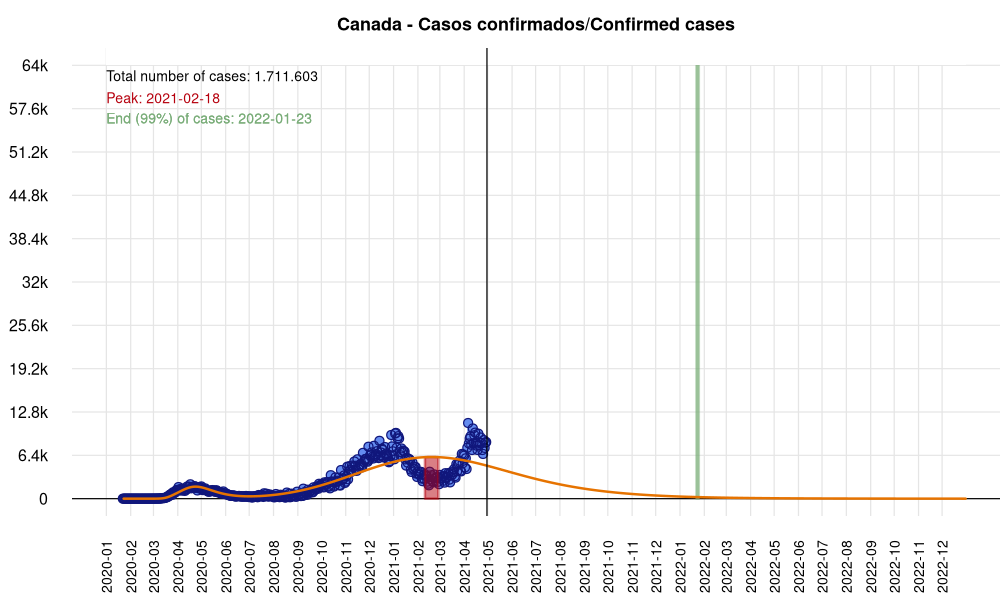 Canada - Casos confirmados/Confirmed cases
Total number of cases: 1.711.603
Peak: 2021-02-18
End (99%) of cases: 2022-01-23
64k
57.6k
51.2k
44.8k
38.4k
32k
25.6k
19.2k
12.8k
6.4k
0
2020-01
2020-02
2020-03
2020-04
2020-05
2020-06
2020-07
2020-08
2020-09
2020-10
2020-11
2020-12
2021-01
2021-02
2021-03
2021-04
2021-05
2021-06
2021-07
2021-08
2021-09
2021-10
2021-11
2021-12
2022-01
2022-02
2022-03
2022-04
2022-05
2022-06
2022-07
2022-08
2022-09
2022-10
2022-11
2022-12